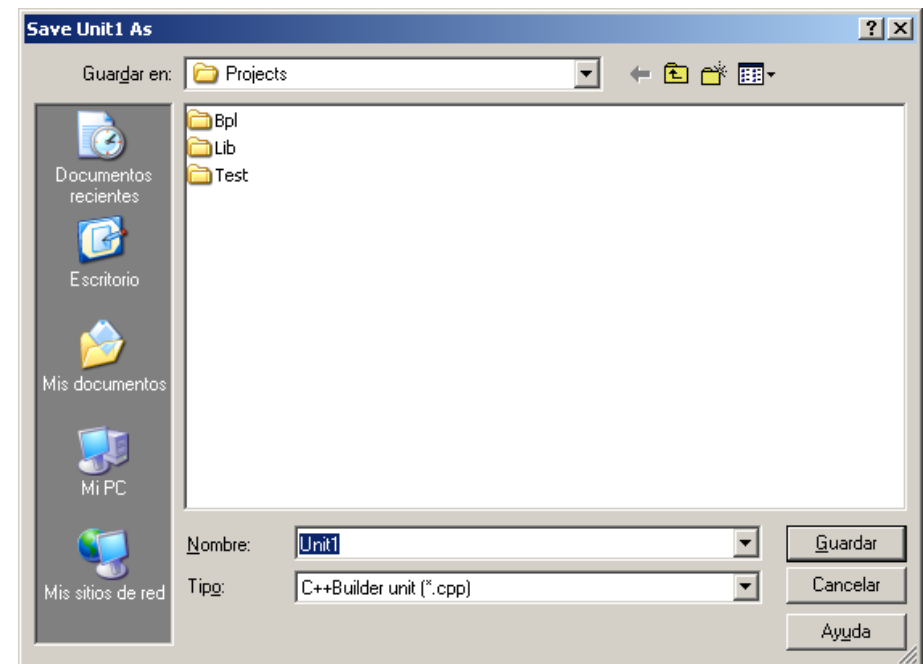 Save Unit1 As
Guardar en:
Projects
Documentos
recientes
Escritorio
Mis documentos
Mi PC
Mis sitios de red
Bpl
Lib
Test
Nombre:
Unit1
Guardar
Tipo:
C++Builder unit (*.cpp)
Cancelar
Ayuda